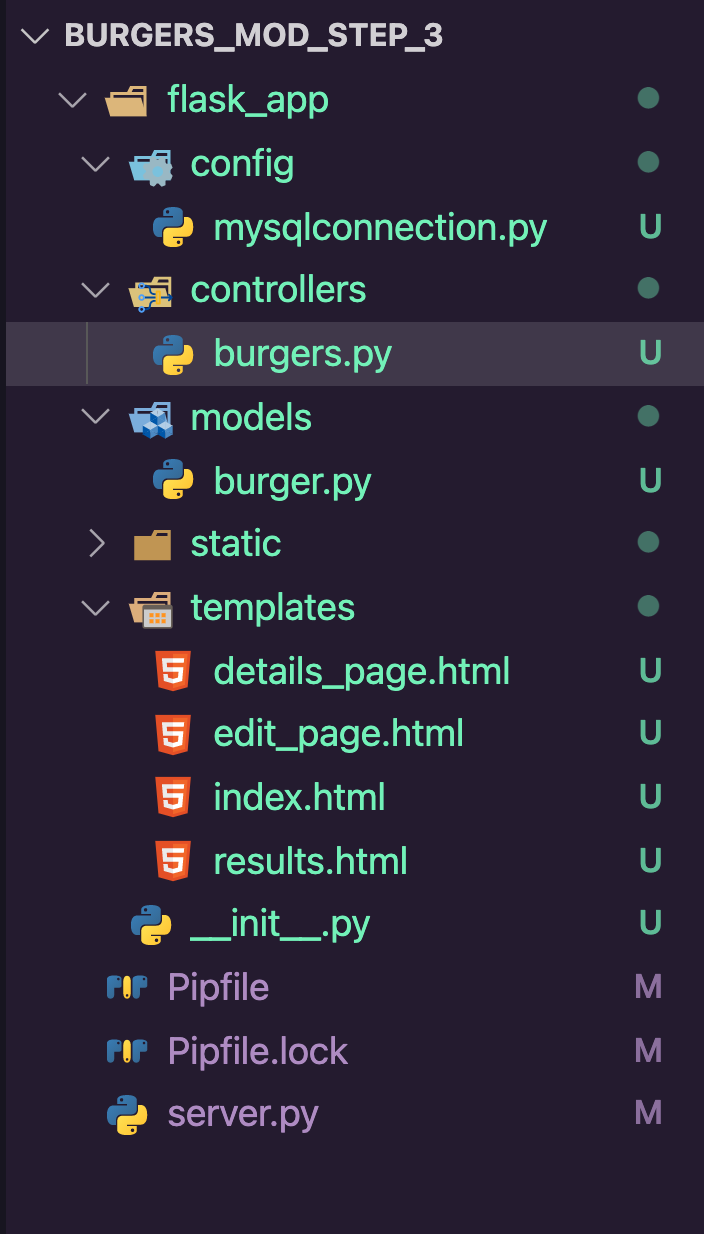 BURGERS_MOD_STEP_3
flask_app
config
mysqlconnection.py U
controllers
burgers.py U
models
burger.py U
static
templates
details_page.html U
edit_page.html U
index.html U
results.html U
__init__.py U
Pipfile M
Pipfile.lock M
server.py M